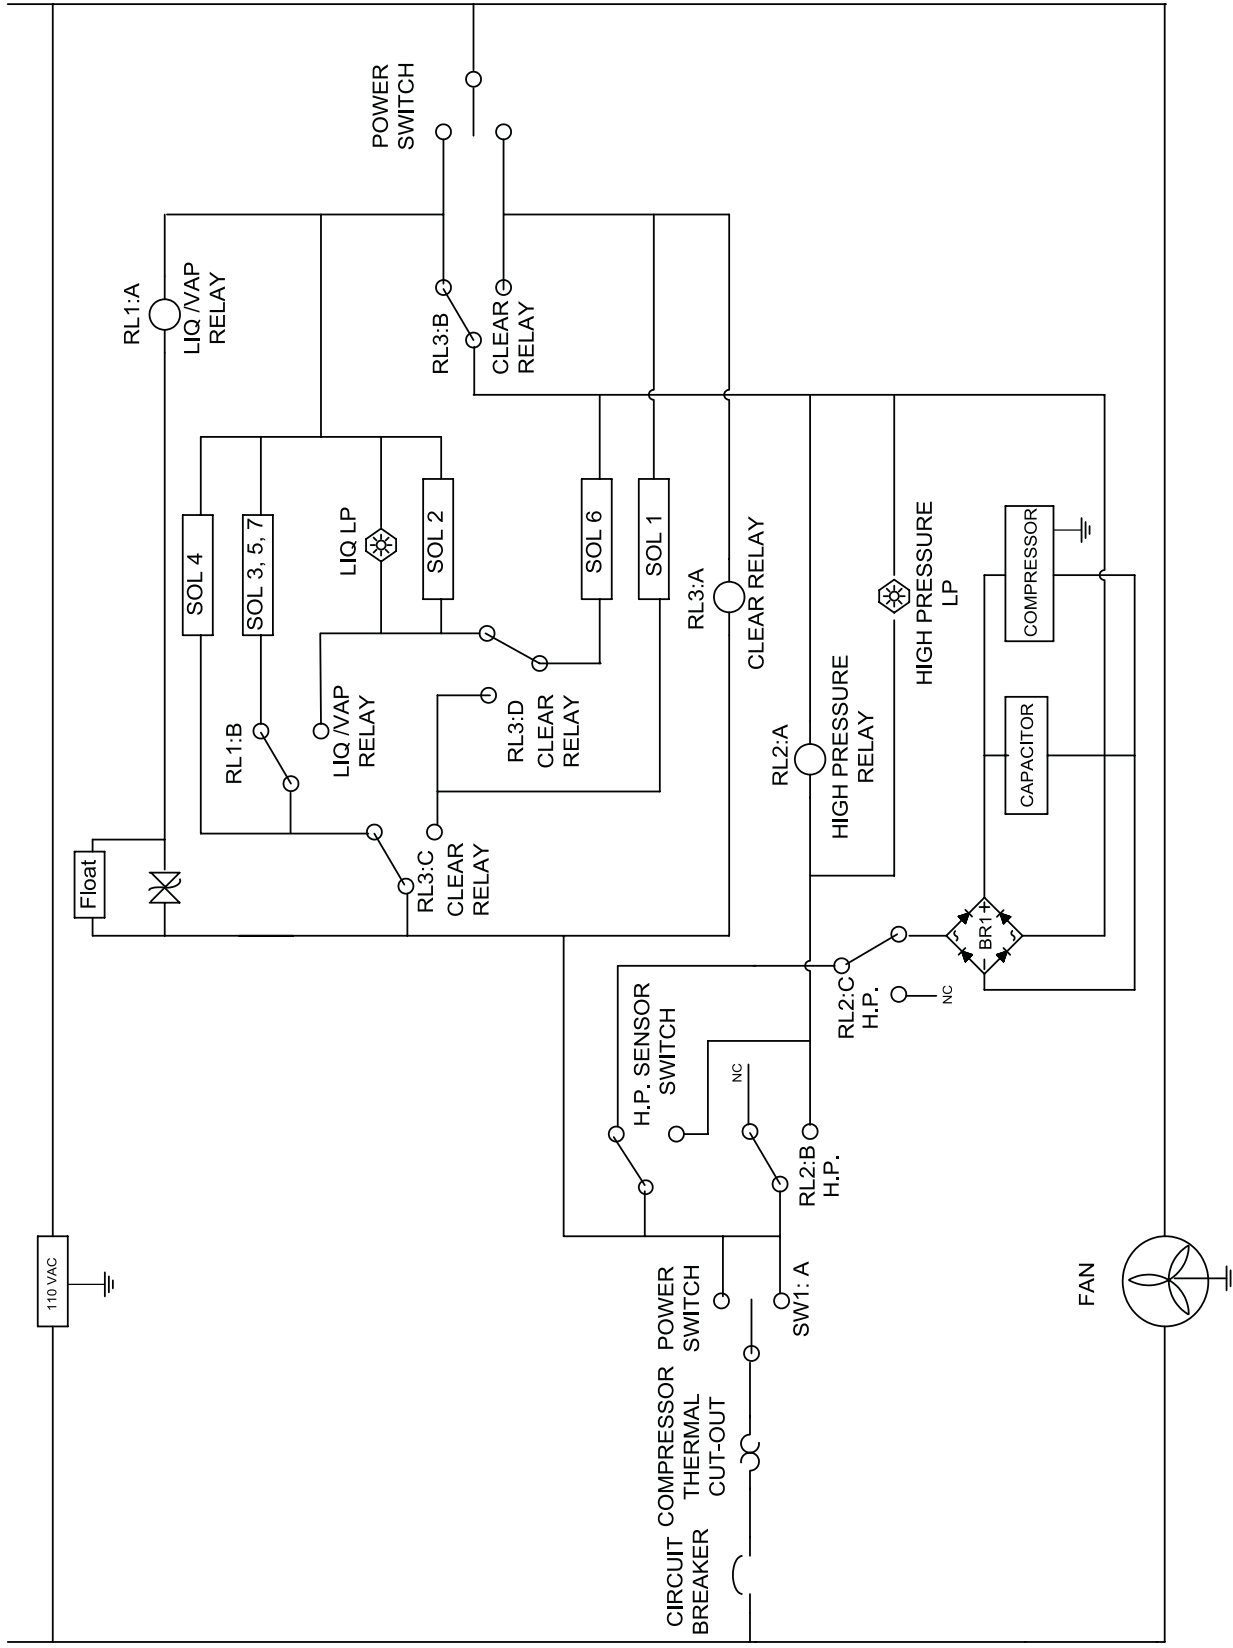 110 VAC
Float
RL1:A
LIQ /VAP
RELAY
SOL 4
SOL 3, 5, 7
LIQ LP
SOL 2
RL1:B
LIQ /VAP
RELAY
RL3:C
CLEAR
RELAY
RL3:D
CLEAR
RELAY
SOL 6
SOL 1
RL3:A
CLEAR RELAY
POWER
SWITCH
RL3:B
CLEAR
RELAY
CIRCUIT
BREAKER
COMPRESSOR
THERMAL
CUT-OUT
POWER
SWITCH
SW1: A
H.P. SENSOR
SWITCH
NC
RL2:B
H.P.
RL2:A
HIGH PRESSURE
RELAY
HIGH PRESSURE
LP
RL2:C
H.P.
NC
~
+
BR1
−
~
CAPACITOR
COMPRESSOR
FAN